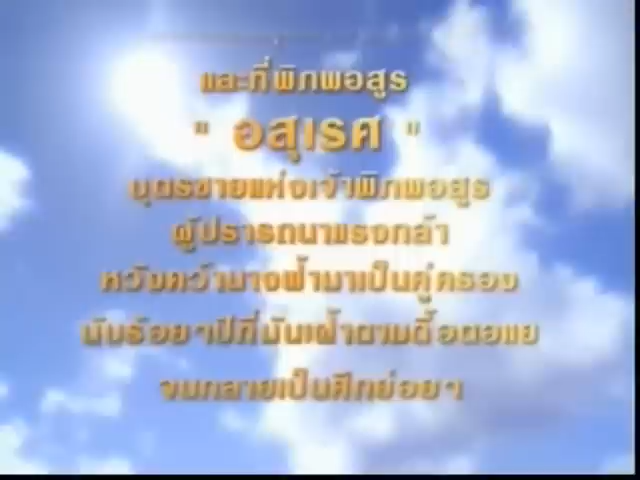 และที่พิภพอสูร
" อสุเรศ "
บุตรชายแห่งเจ้าพิภพอสูร
ผู้ปรารถนาแรงกล้า
หวังคว้านางฟ้ามาเป็นคู่ครอง
นับร้อยๆปีที่มันเฝ้าตามตื้อตอแย
จนกลายเป็นศึกย่อยๆ